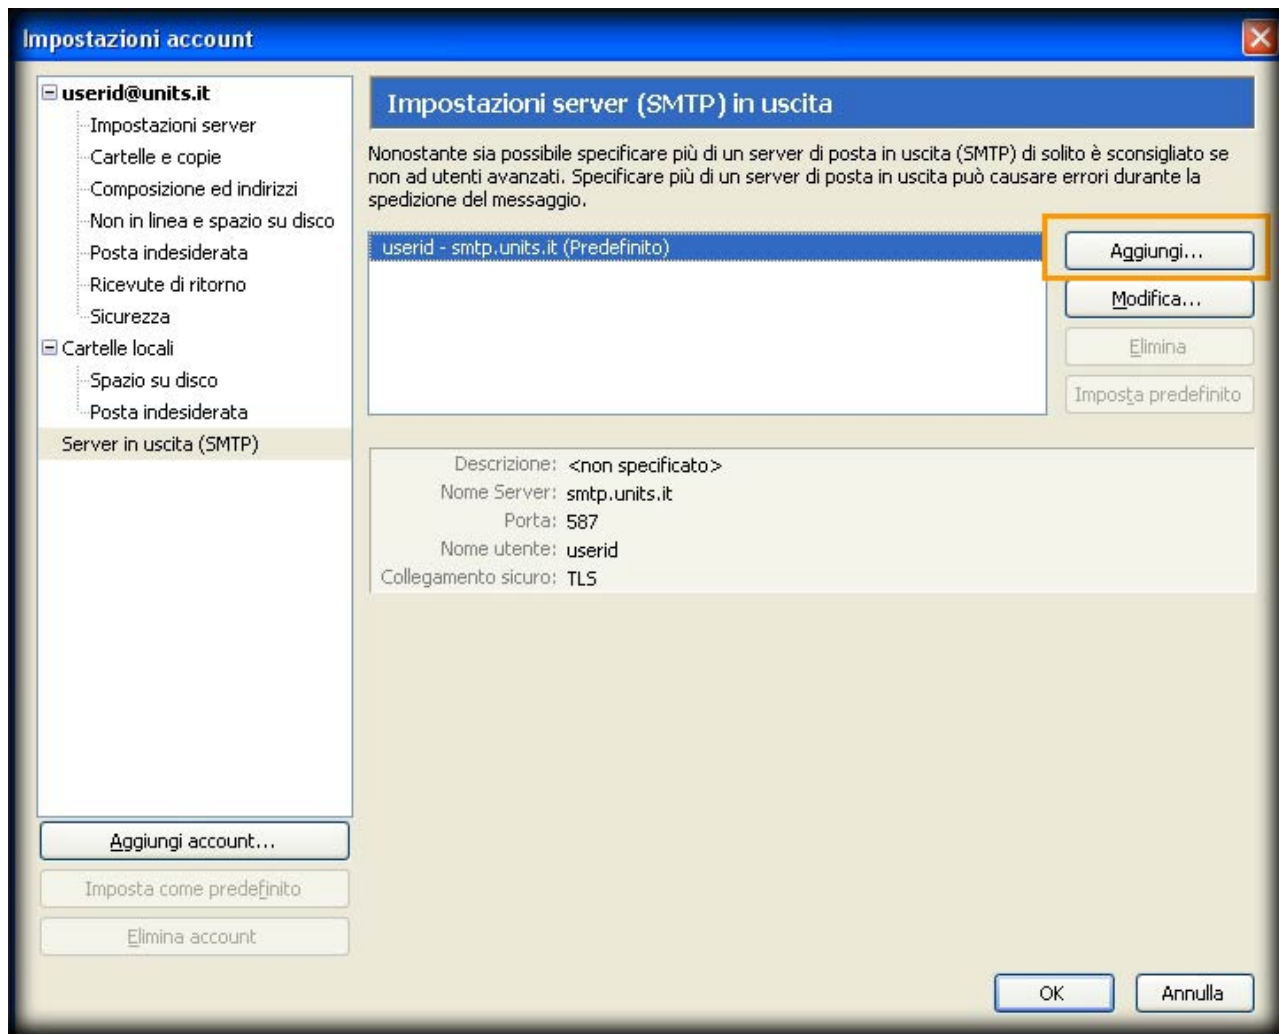 Impostazioni account
userid@units.it
Impostazioni server
Cartelle e copie
Composizione ed indirizzi
Non in linea e spazio su disco
Posta indesiderata
Ricevute di ritorno
Sicurezza
Cartelle locali
Spazio su disco
Posta indesiderata
Server in uscita (SMTP)
Aggiungi account...
Imposta come predefinito
Elimina account
Impostazioni server (SMTP) in uscita
Nonostante sia possibile specificare più di un server di posta in uscita (SMTP) di solito è sconsigliato se
non ad utenti avanzati. Specificare più di un server di posta in uscita può causare errori durante la
spedizione del messaggio.
userid - smtp.units.it (Predefinito)
Aggiungi...
Modifica...
Elimina
Imposta predefinito
Descrizione: <non specificato>
Nome Server: smtp.units.it
Porta: 587
Nome utente: userid
Collegamento sicuro: TLS
OK
Annulla